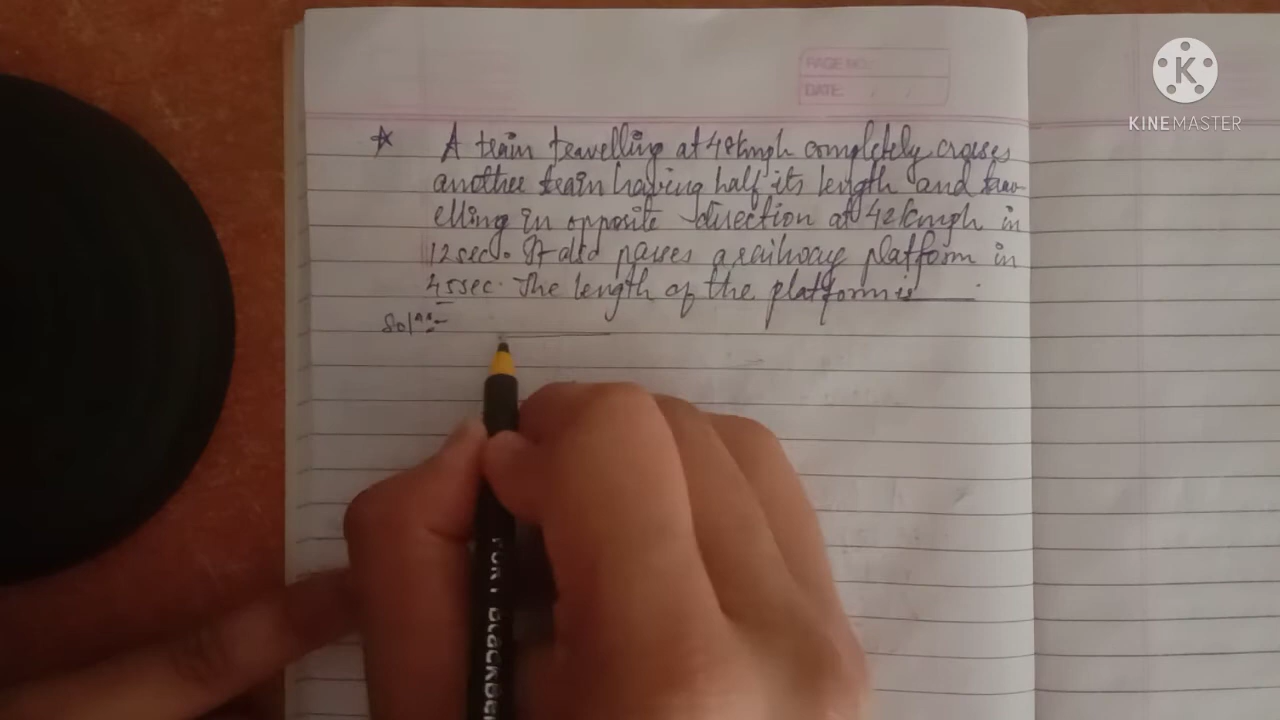 PAGE NO:
DATE: / /
K
KINEMASTER
☆ A train travelling at 48kmph completely crosses
another train having half its length and trav-
elling in opposite direction at 42kmph in
12sec. It also passes a railway platform in
45sec. The length of the platform is ____.
Solⁿ:-